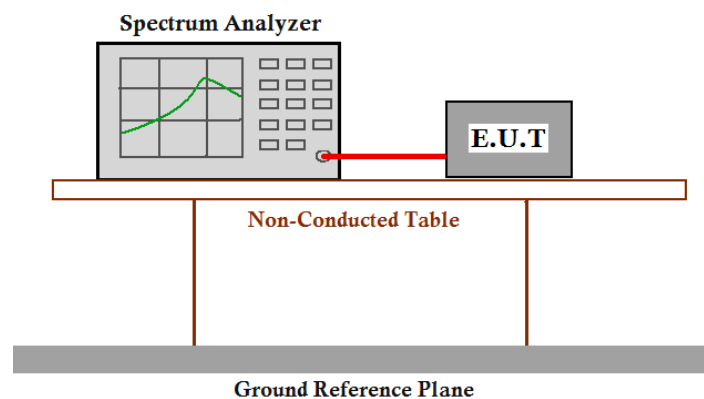 Spectrum Analyzer
E.U.T
Non-Conducted Table
Ground Reference Plane